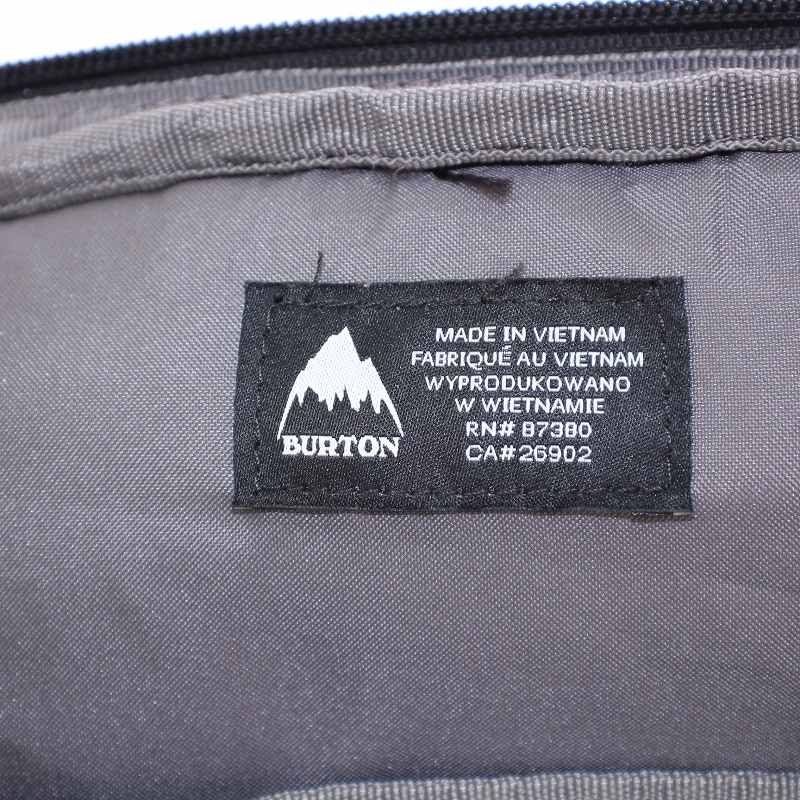 BURTON
MADE IN VIETNAM
FABRIQUÉ AU VIETNAM
WYPRODUKOWANO
W WIETNAMIE
RN# 87380
CA#26902